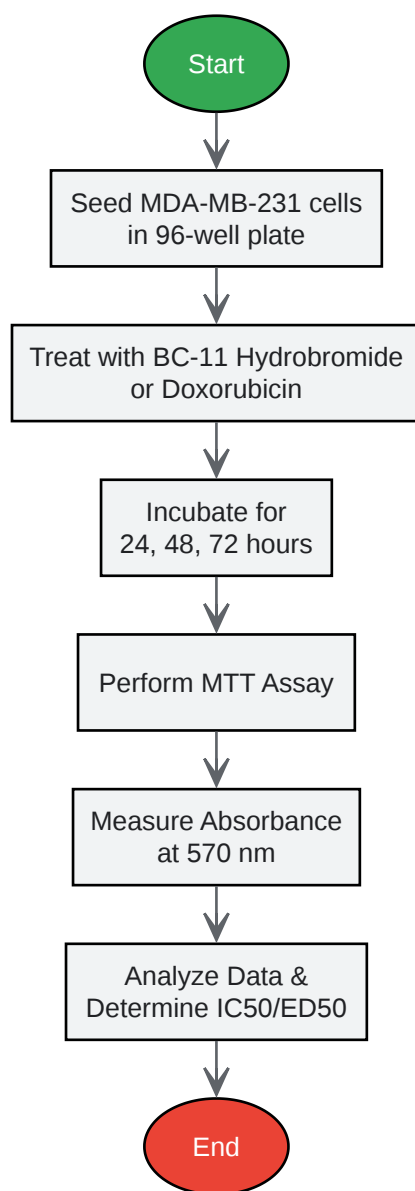 Start
Seed MDA-MB-231 cells
in 96-well plate
Treat with BC-11 Hydrobromide
or Doxorubicin
Incubate for
24, 48, 72 hours
Perform MTT Assay
Measure Absorbance
at 570 nm
Analyze Data &
Determine IC50/ED50
End